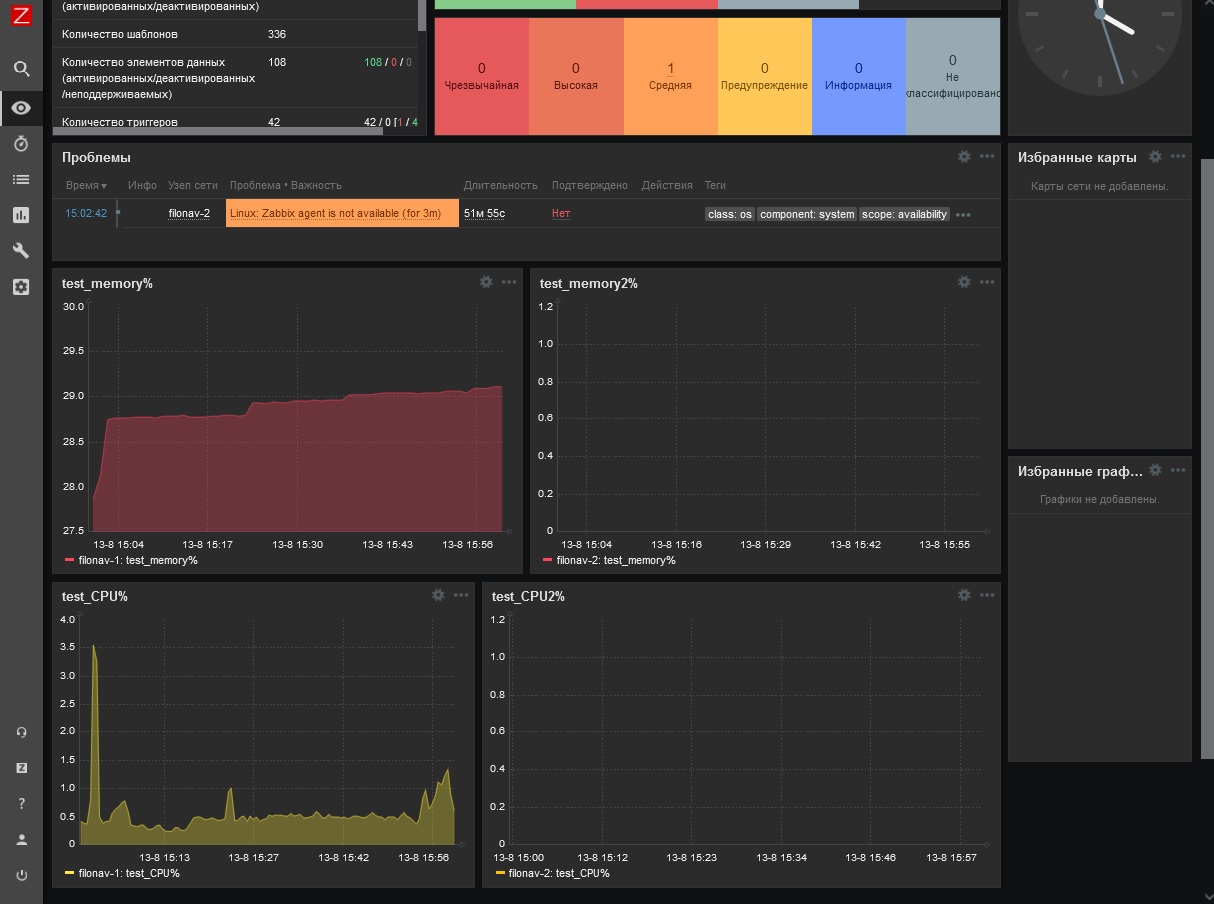 Z
(активированных/деактивированных)
Количество шаблонов 336
Количество элементов данных 108 108 / 0 / 0
(активированных/деактивированных
/неподдерживаемых)
Количество триггеров 42 42 / 0 [1 / 4
0 0 1 0 0 0
Чрезвычайная Высокая Средняя Предупреждение Информация Не
классифицировано
Проблемы
Время▼ Инфо Узел сети Проблема • Важность Длительность Подтверждено Действия Теги
15:02:42 filonav-2 Linux: Zabbix agent is not available (for 3m) 51м 55с Нет class: os component: system scope: availability
Избранные карты
Карты сети не добавлены.
test_memory%
30.0
29.5
29.0
28.5
28.0
27.5
13-8 15:04 13-8 15:17 13-8 15:30 13-8 15:43 13-8 15:56
filonav-1: test_memory%
test_memory2%
1.2
1.0
0.8
0.6
0.4
0.2
0
13-8 15:04 13-8 15:16 13-8 15:29 13-8 15:42 13-8 15:55
filonav-2: test_memory%
Избранные граф...
Графики не добавлены.
test_CPU%
4.0
3.5
3.0
2.5
2.0
1.5
1.0
0.5
0
13-8 15:13 13-8 15:27 13-8 15:42 13-8 15:56
filonav-1: test_CPU%
test_CPU2%
1.2
1.0
0.8
0.6
0.4
0.2
0
13-8 15:00 13-8 15:12 13-8 15:23 13-8 15:34 13-8 15:46 13-8 15:57
filonav-2: test_CPU%
Z
?